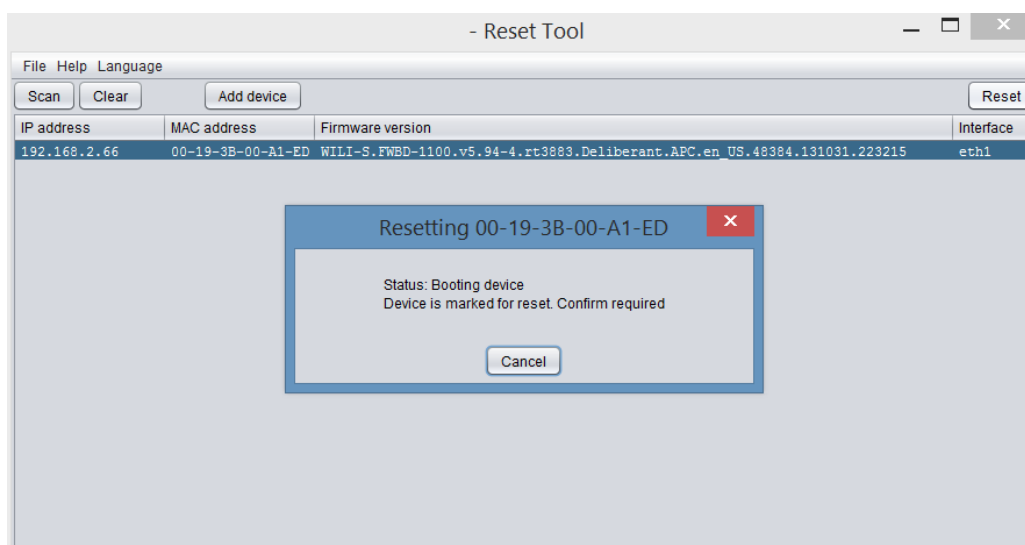 - Reset Tool
File Help Language
Scan Clear Add device Reset
IP address MAC address Firmware version Interface
192.168.2.66 00-19-3B-00-A1-ED WILI-S.FWBD-1100.v5.94-4.rt3883.Deliberant.APC.en_US.48384.131031.223215 eth1
Resetting 00-19-3B-00-A1-ED
Status: Booting device
Device is marked for reset. Confirm required
Cancel